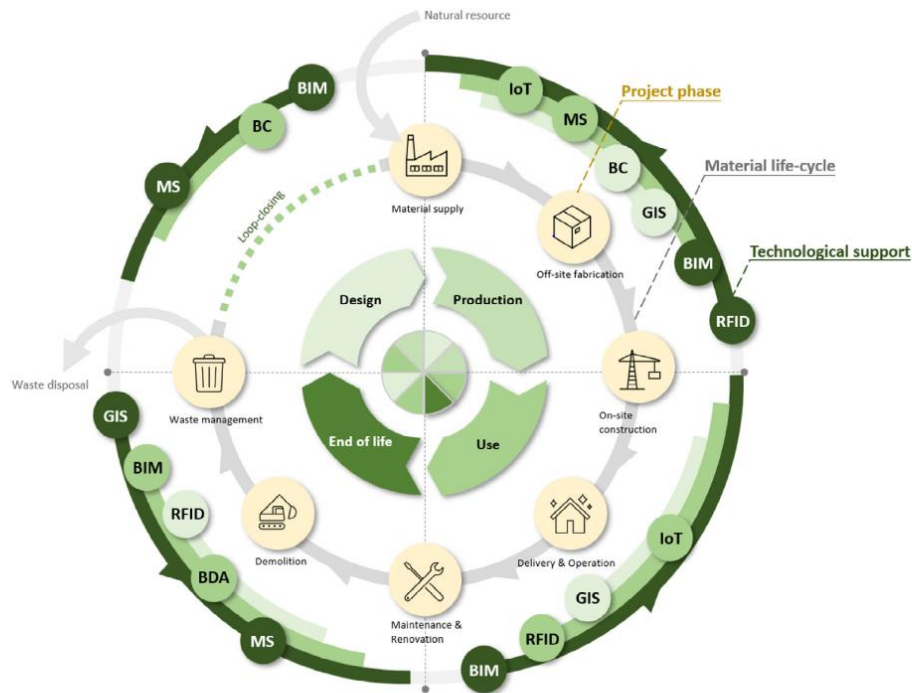 Natural resource
BIM
BC
MS
IoT
MS
BC
GIS
BIM
RFID
Project phase
Material life-cycle
Technological support
Loop-closing
Material supply
Off-site fabrication
Design
Production
End of life
Use
Waste disposal
Waste management
On-site
construction
GIS
BIM
RFID
BDA
MS
Demolition
Maintenance &
Renovation
Delivery & Operation
IoT
GIS
RFID
BIM